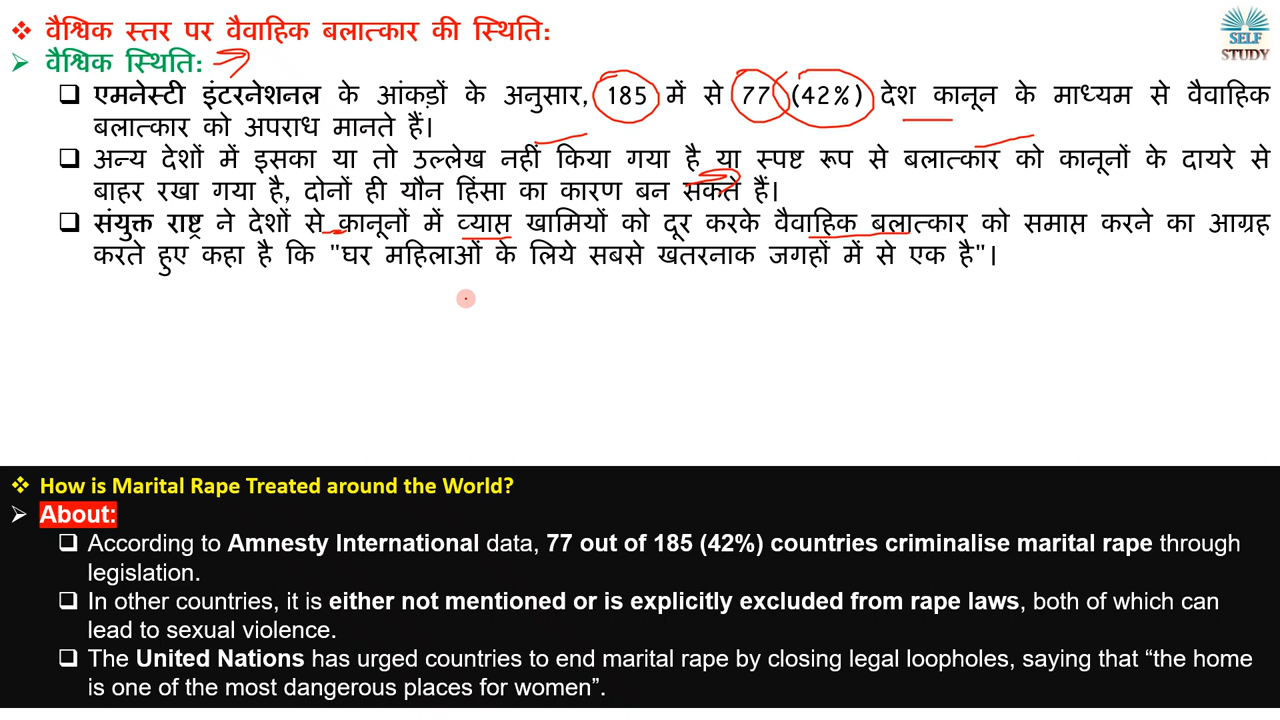 ❖ वैश्विक स्तर पर वैवाहिक बलात्कार की स्थिति:
SELF
STUDY
➢ वैश्विक स्थिति:
❑ एमनेस्टी इंटरनेशनल के आंकड़ों के अनुसार, 185 में से 77 (42%) देश कानून के माध्यम से वैवाहिक
बलात्कार को अपराध मानते हैं।
❑ अन्य देशों में इसका या तो उल्लेख नहीं किया गया है या स्पष्ट रूप से बलात्कार को कानूनों के दायरे से
बाहर रखा गया है, दोनों ही यौन हिंसा का कारण बन सकते हैं।
❑ संयुक्त राष्ट्र ने देशों से कानूनों में व्याप्त खामियों को दूर करके वैवाहिक बलात्कार को समाप्त करने का आग्रह
करते हुए कहा है कि "घर महिलाओं के लिये सबसे खतरनाक जगहों में से एक है"।
❖ How is Marital Rape Treated around the World?
➢ About:
❑ According to Amnesty International data, 77 out of 185 (42%) countries criminalise marital rape through
legislation.
❑ In other countries, it is either not mentioned or is explicitly excluded from rape laws, both of which can
lead to sexual violence.
❑ The United Nations has urged countries to end marital rape by closing legal loopholes, saying that “the home
is one of the most dangerous places for women”.